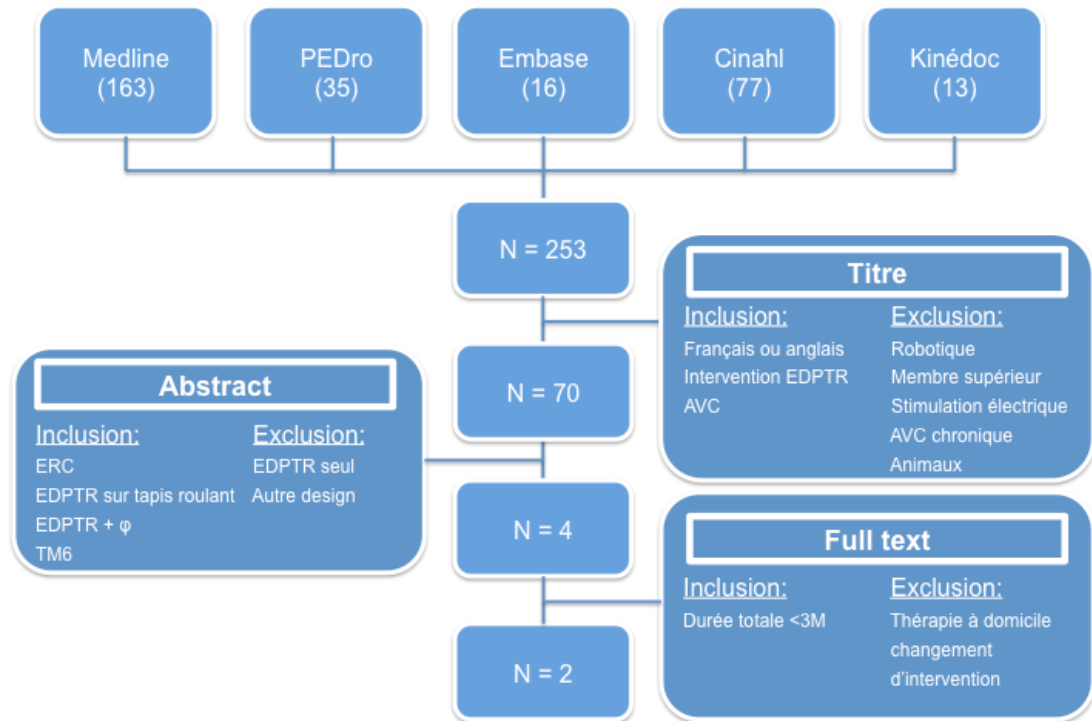 Medline
(163)
PEDro
(35)
Embase
(16)
Cinahl
(77)
Kinédoc
(13)
N = 253
Titre
Inclusion:
Français ou anglais
Intervention EDPTR
AVC
Exclusion:
Robotique
Membre supérieur
Stimulation électrique
AVC chronique
Animaux
N = 70
Abstract
Inclusion:
ERC
EDPTR sur tapis roulant
EDPTR + φ
TM6
Exclusion:
EDPTR seul
Autre design
N = 4
Full text
Inclusion:
Durée totale <3M
Exclusion:
Thérapie à domicile
changement
d'intervention
N = 2